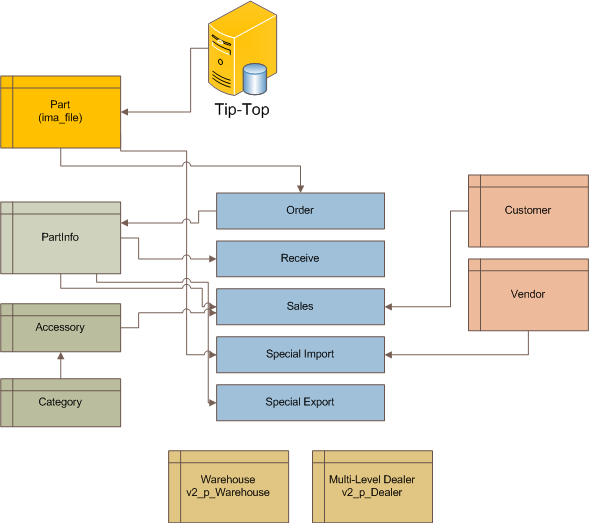 Tip-Top
Part
(ima_file)
Order
Customer
PartInfo
Receive
Sales
Vendor
Accessory
Special Import
Category
Special Export
Warehouse
v2_p_Warehouse
Multi-Level Dealer
v2_p_Dealer